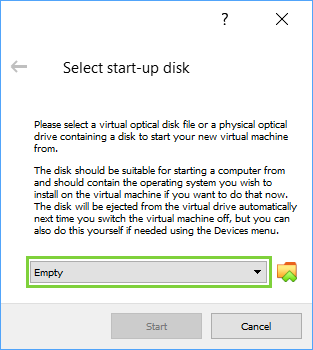 ?
Select start-up disk
Please select a virtual optical disk file or a physical optical
drive containing a disk to start your new virtual machine
from.
The disk should be suitable for starting a computer from
and should contain the operating system you wish to
install on the virtual machine if you want to do that now.
The disk will be ejected from the virtual drive automatically
next time you switch the virtual machine off, but you can
also do this yourself if needed using the Devices menu.
Empty
Start
Cancel